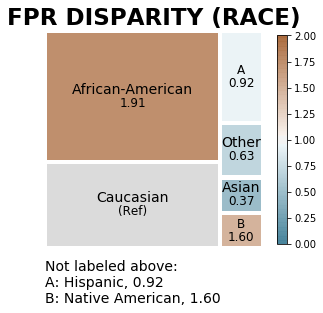 FPR DISPARITY (RACE)
African-American
1.91
Caucasian
(Ref)
A
0.92
Other
0.63
Asian
0.37
B
1.60
2.00
1.75
1.50
1.25
1.00
0.75
0.50
0.25
0.00
Not labeled above:
A: Hispanic, 0.92
B: Native American, 1.60